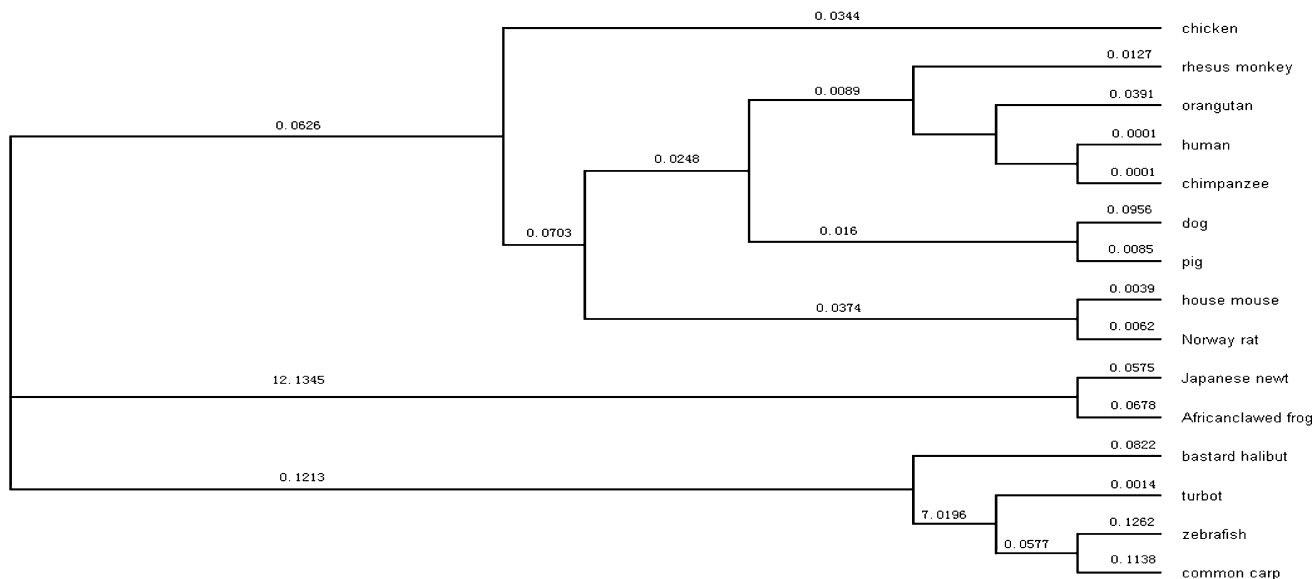 0.0344
chicken
0.0127
rhesus monkey
0.0089
0.0391
orangutan
0.0626
0.0001
human
0.0248
0.0001
chimpanzee
0.0956
dog
0.0703
0.016
0.0085
pig
0.0039
house mouse
0.0374
0.0062
Norway rat
12.1345
0.0575
Japanese newt
0.0678
Africanclawed frog
0.0822
bastard halibut
0.1213
0.0014
turbot
7.0196
0.1262
zebrafish
0.0577
0.1138
common carp